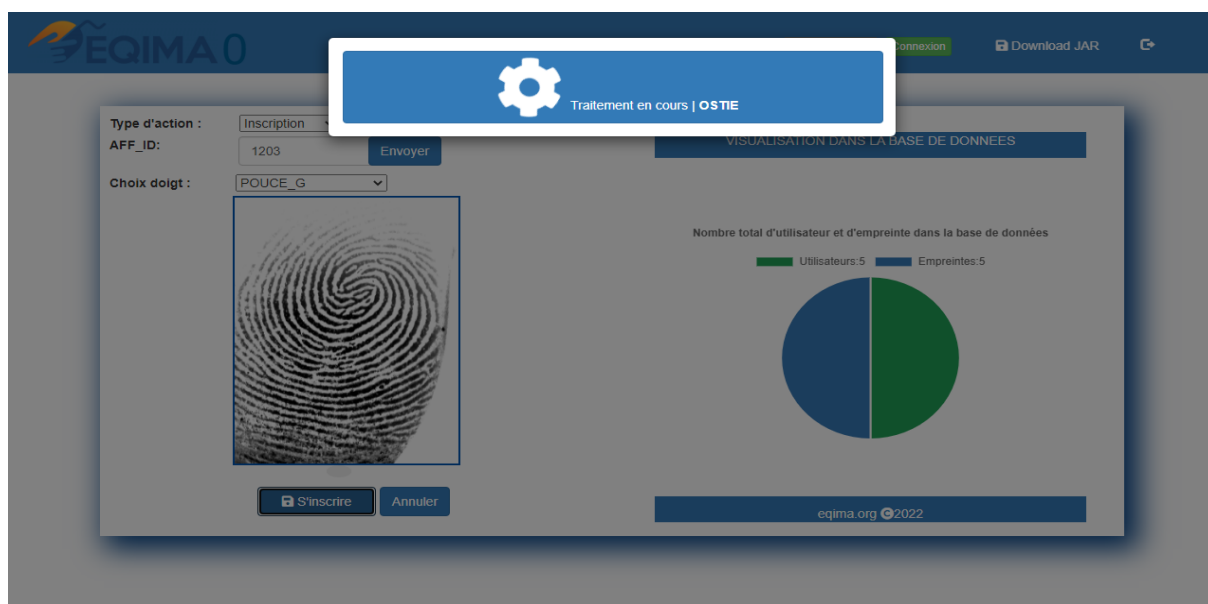 EQIMA 0
Connexion
Download JAR
Traitement en cours | OSTIE
Type d'action :
Inscription
AFF_ID:
1203
Envoyer
Choix doigt :
POUCE_G
S'inscrire
Annuler
VISUALISATION DANS LA BASE DE DONNEES
Nombre total d'utilisateur et d'empreinte dans la base de données
Utilisateurs:5
Empreintes:5
eqima.org ©2022